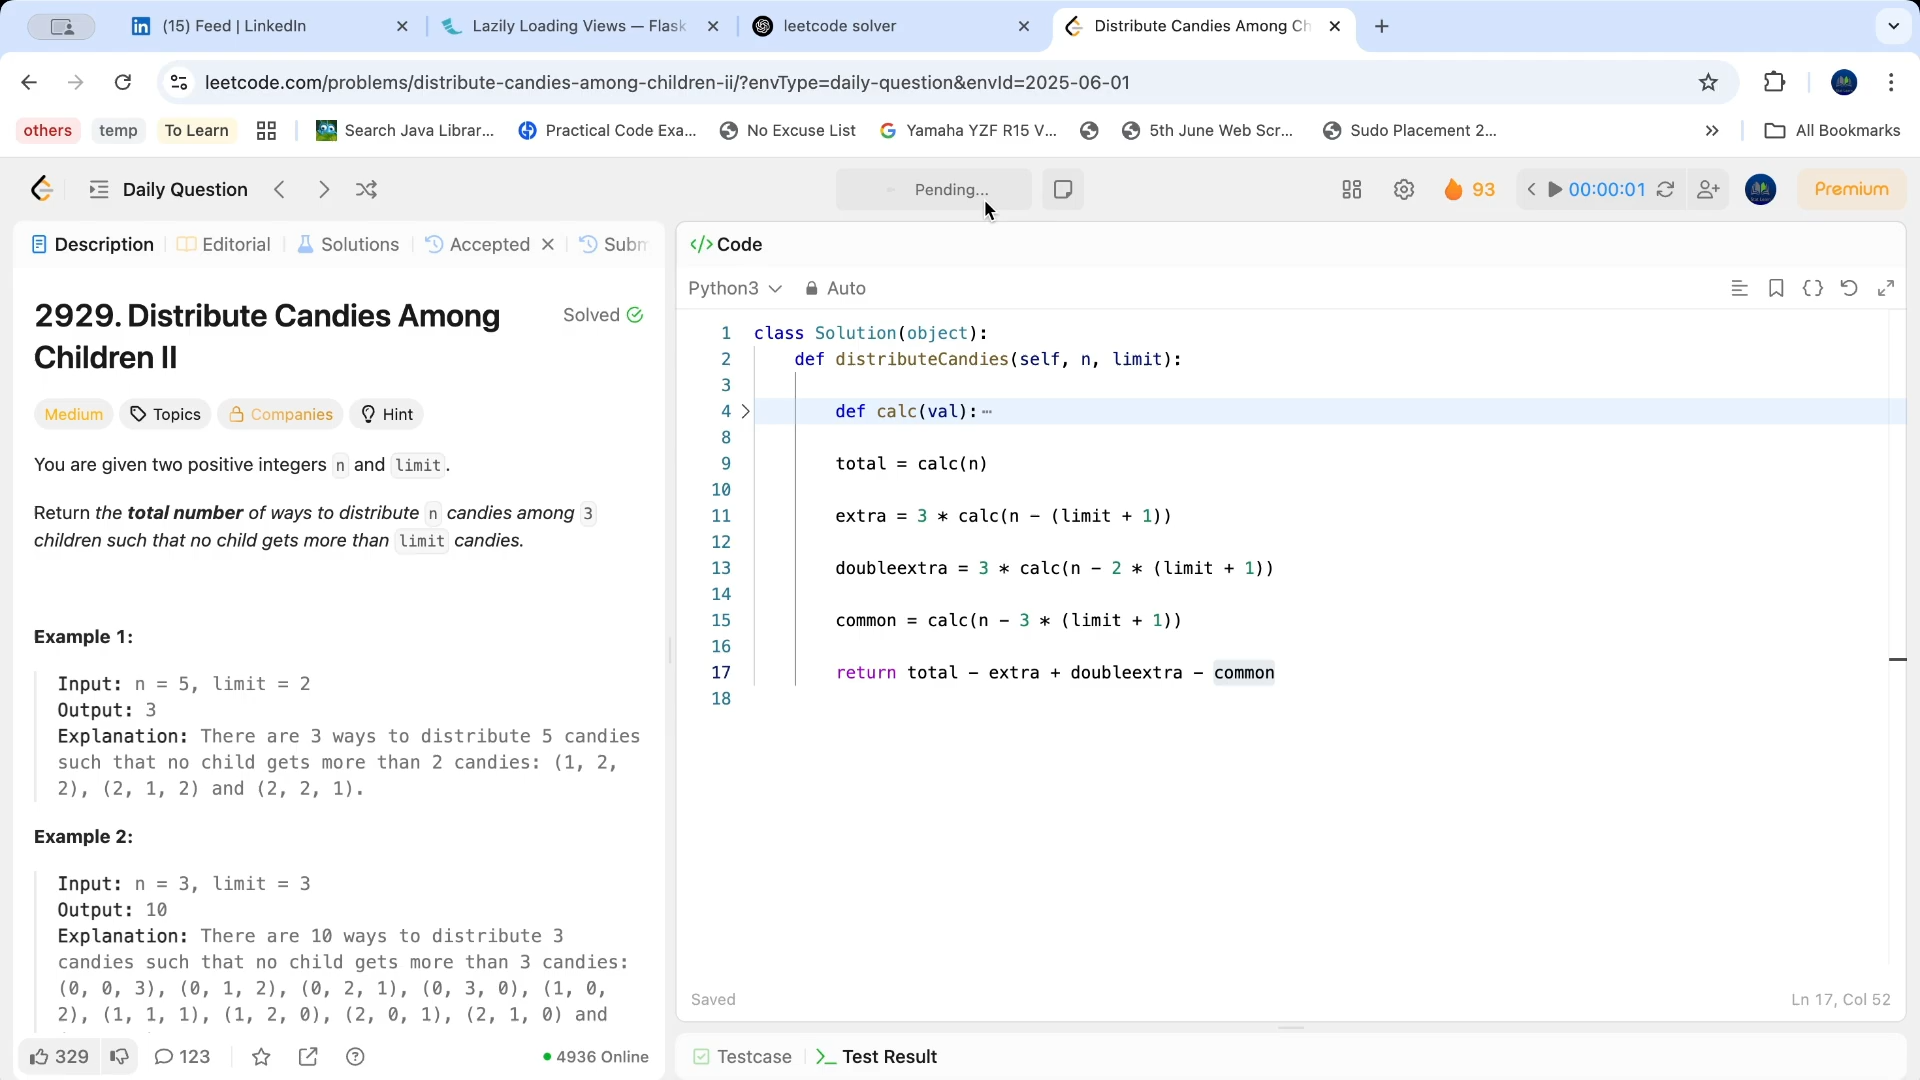 (15) Feed | LinkedIn
Lazily Loading Views — Flask
leetcode solver
Distribute Candies Among Ch
leetcode.com/problems/distribute-candies-among-children-ii/?envType=daily-question&envId=2025-06-01
others
temp
To Learn
Search Java Librar...
Practical Code Exa...
No Excuse List
Yamaha YZF R15 V...
5th June Web Scr...
Sudo Placement 2...
All Bookmarks
Daily Question
Pending...
93
00:00:01
Premium
Description
Editorial
Solutions
Accepted
Subm
2929. Distribute Candies Among
Children II
Solved
Medium
Topics
Companies
Hint
You are given two positive integers n and limit.
Return the total number of ways to distribute n candies among 3
children such that no child gets more than limit candies.
Example 1:
Input: n = 5, limit = 2
Output: 3
Explanation: There are 3 ways to distribute 5 candies
such that no child gets more than 2 candies: (1, 2,
2), (2, 1, 2) and (2, 2, 1).
Example 2:
Input: n = 3, limit = 3
Output: 10
Explanation: There are 10 ways to distribute 3
candies such that no child gets more than 3 candies:
(0, 0, 3), (0, 1, 2), (0, 2, 1), (0, 3, 0), (1, 0,
2), (1, 1, 1), (1, 2, 0), (2, 0, 1), (2, 1, 0) and
329
123
4936 Online
</> Code
Python3
Auto
1 class Solution(object):
2 def distributeCandies(self, n, limit):
3
4 def calc(val): ⋯
8
9 total = calc(n)
10
11 extra = 3 * calc(n - (limit + 1))
12
13 doubleextra = 3 * calc(n - 2 * (limit + 1))
14
15 common = calc(n - 3 * (limit + 1))
16
17 return total - extra + doubleextra - common
18
Saved
Ln 17, Col 52
Testcase
Test Result